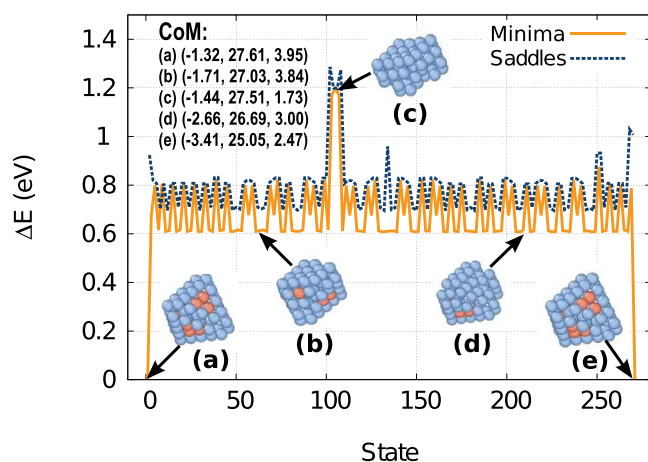 CoM:
(a) (-1.32, 27.61, 3.95)
(b) (-1.71, 27.03, 3.84)
(c) (-1.44, 27.51, 1.73)
(d) (-2.66, 26.69, 3.00)
(e) (-3.41, 25.05, 2.47)
Minima
Saddles
1.4
1.2
1
0.8
0.6
0.4
0.2
0
ΔE (eV)
(c)
(a)
(b)
(d)
(e)
0
50
100
150
200
250
State